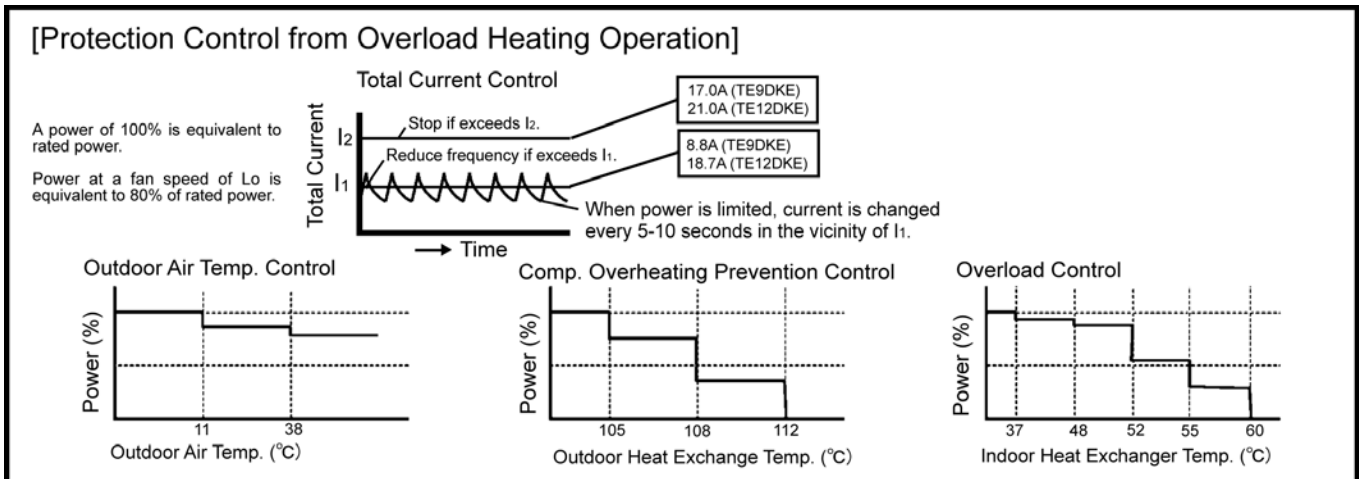 [Protection Control from Overload Heating Operation]
Total Current Control
A power of 100% is equivalent to
rated power.
Power at a fan speed of Lo is
equivalent to 80% of rated power.
Total Current
I2
I1
Stop if exceeds I2.
Reduce frequency if exceeds I1.
17.0A (TE9DKE)
21.0A (TE12DKE)
8.8A (TE9DKE)
18.7A (TE12DKE)
When power is limited, current is changed
every 5-10 seconds in the vicinity of I1.
→ Time
Outdoor Air Temp. Control
Power (%)
11 38
Outdoor Air Temp. (°C)
Comp. Overheating Prevention Control
Power (%)
105 108 112
Outdoor Heat Exchange Temp. (°C)
Overload Control
Power (%)
37 48 52 55 60
Indoor Heat Exchanger Temp. (°C)